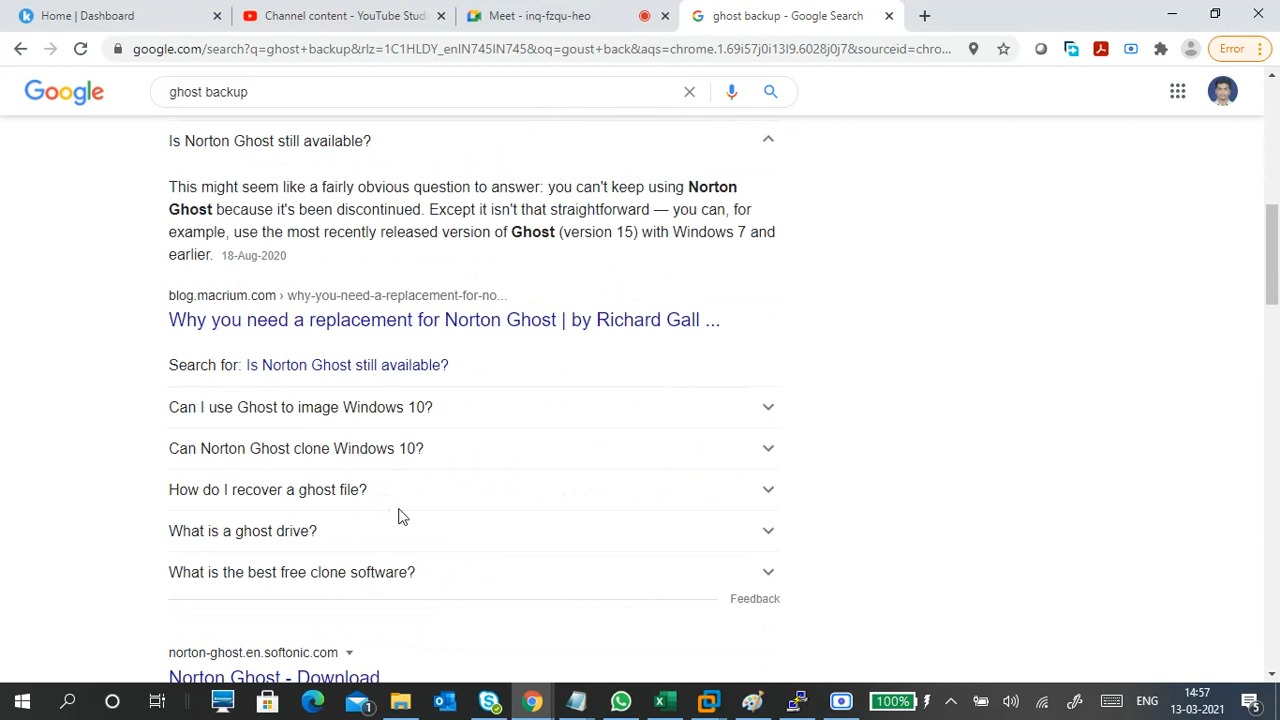 Home | Dashboard
Channel content - YouTube Studi
Meet - inq-fzqu-heo
ghost backup - Google Search
google.com/search?q=ghost+backup&rlz=1C1HLDY_enIN745IN745&oq=goust+back&aqs=chrome.1.69i57j0i13l9.6028j0j7&sourceid=chro...
Error
Google
ghost backup
Is Norton Ghost still available?
This might seem like a fairly obvious question to answer: you can't keep using Norton
Ghost because it's been discontinued. Except it isn't that straightforward — you can, for
example, use the most recently released version of Ghost (version 15) with Windows 7 and
earlier. 18-Aug-2020
blog.macrium.com › why-you-need-a-replacement-for-no...
Why you need a replacement for Norton Ghost | by Richard Gall ...
Search for: Is Norton Ghost still available?
Can I use Ghost to image Windows 10?
Can Norton Ghost clone Windows 10?
How do I recover a ghost file?
What is a ghost drive?
What is the best free clone software?
Feedback
norton-ghost.en.softonic.com
Norton Ghost - Download
100%
ENG
14:57
13-03-2021
1
5